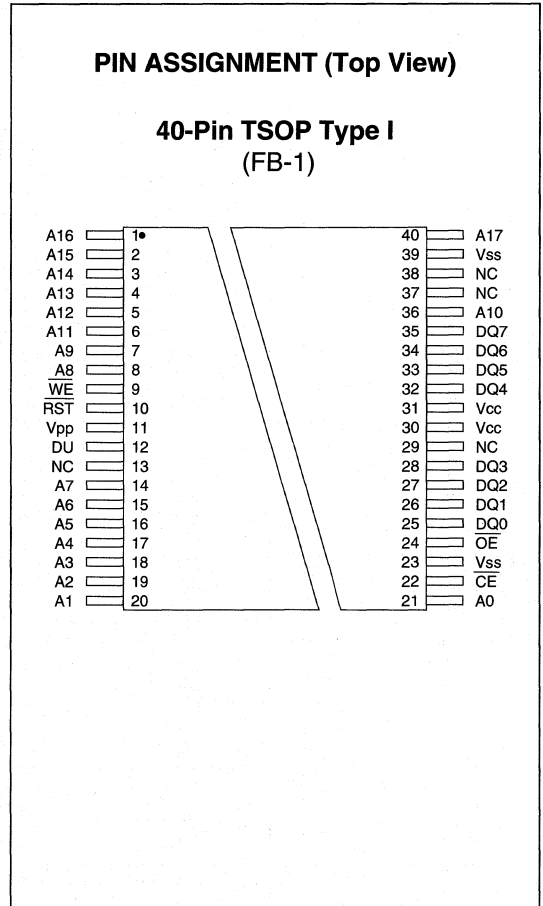 PIN ASSIGNMENT (Top View)
40-Pin TSOP Type I
(FB-1)
A16 1 40 A17
A15 2 39 Vss
A14 3 38 NC
A13 4 37 NC
A12 5 36 A10
A11 6 35 DQ7
A9 7 34 DQ6
A8 8 33 DQ5
W̅E̅ 9 32 DQ4
R̅S̅T̅ 10 31 Vcc
Vpp 11 30 Vcc
DU 12 29 NC
NC 13 28 DQ3
A7 14 27 DQ2
A6 15 26 DQ1
A5 16 25 DQ0
A4 17 24 O̅E̅
A3 18 23 Vss
A2 19 22 C̅E̅
A1 20 21 A0